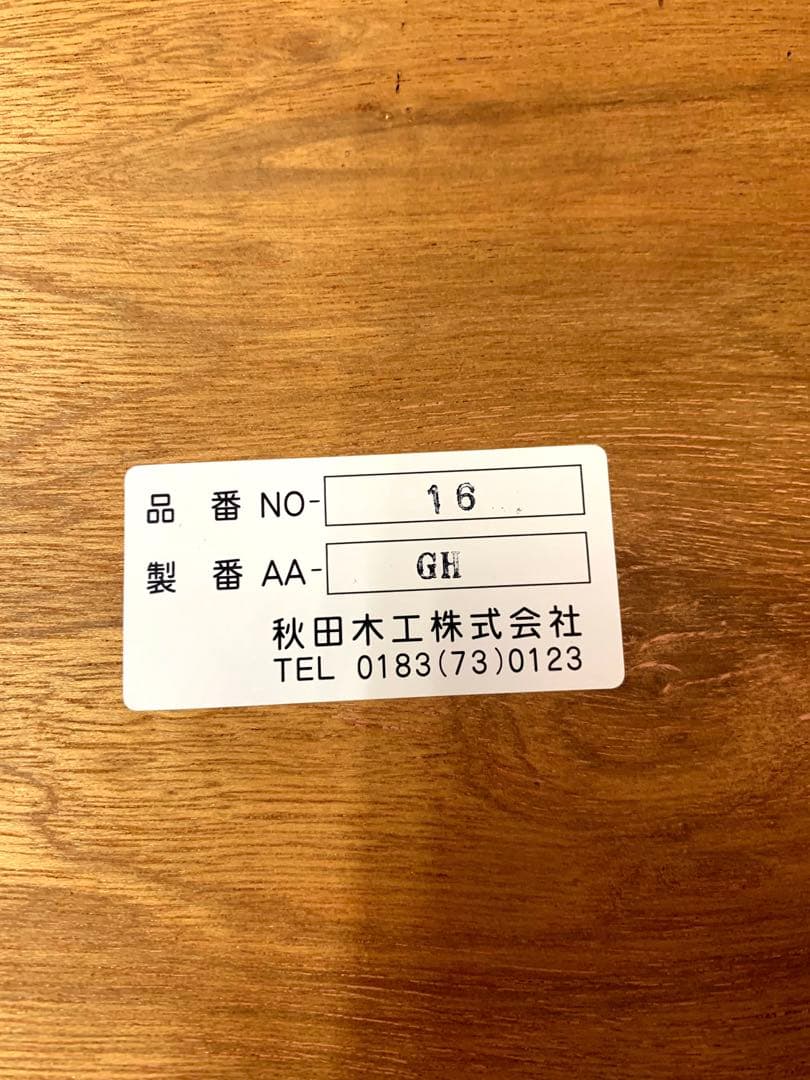 品 番 NO- 16
製 番 AA- GH
秋田木工株式会社
TEL 0183(73)0123